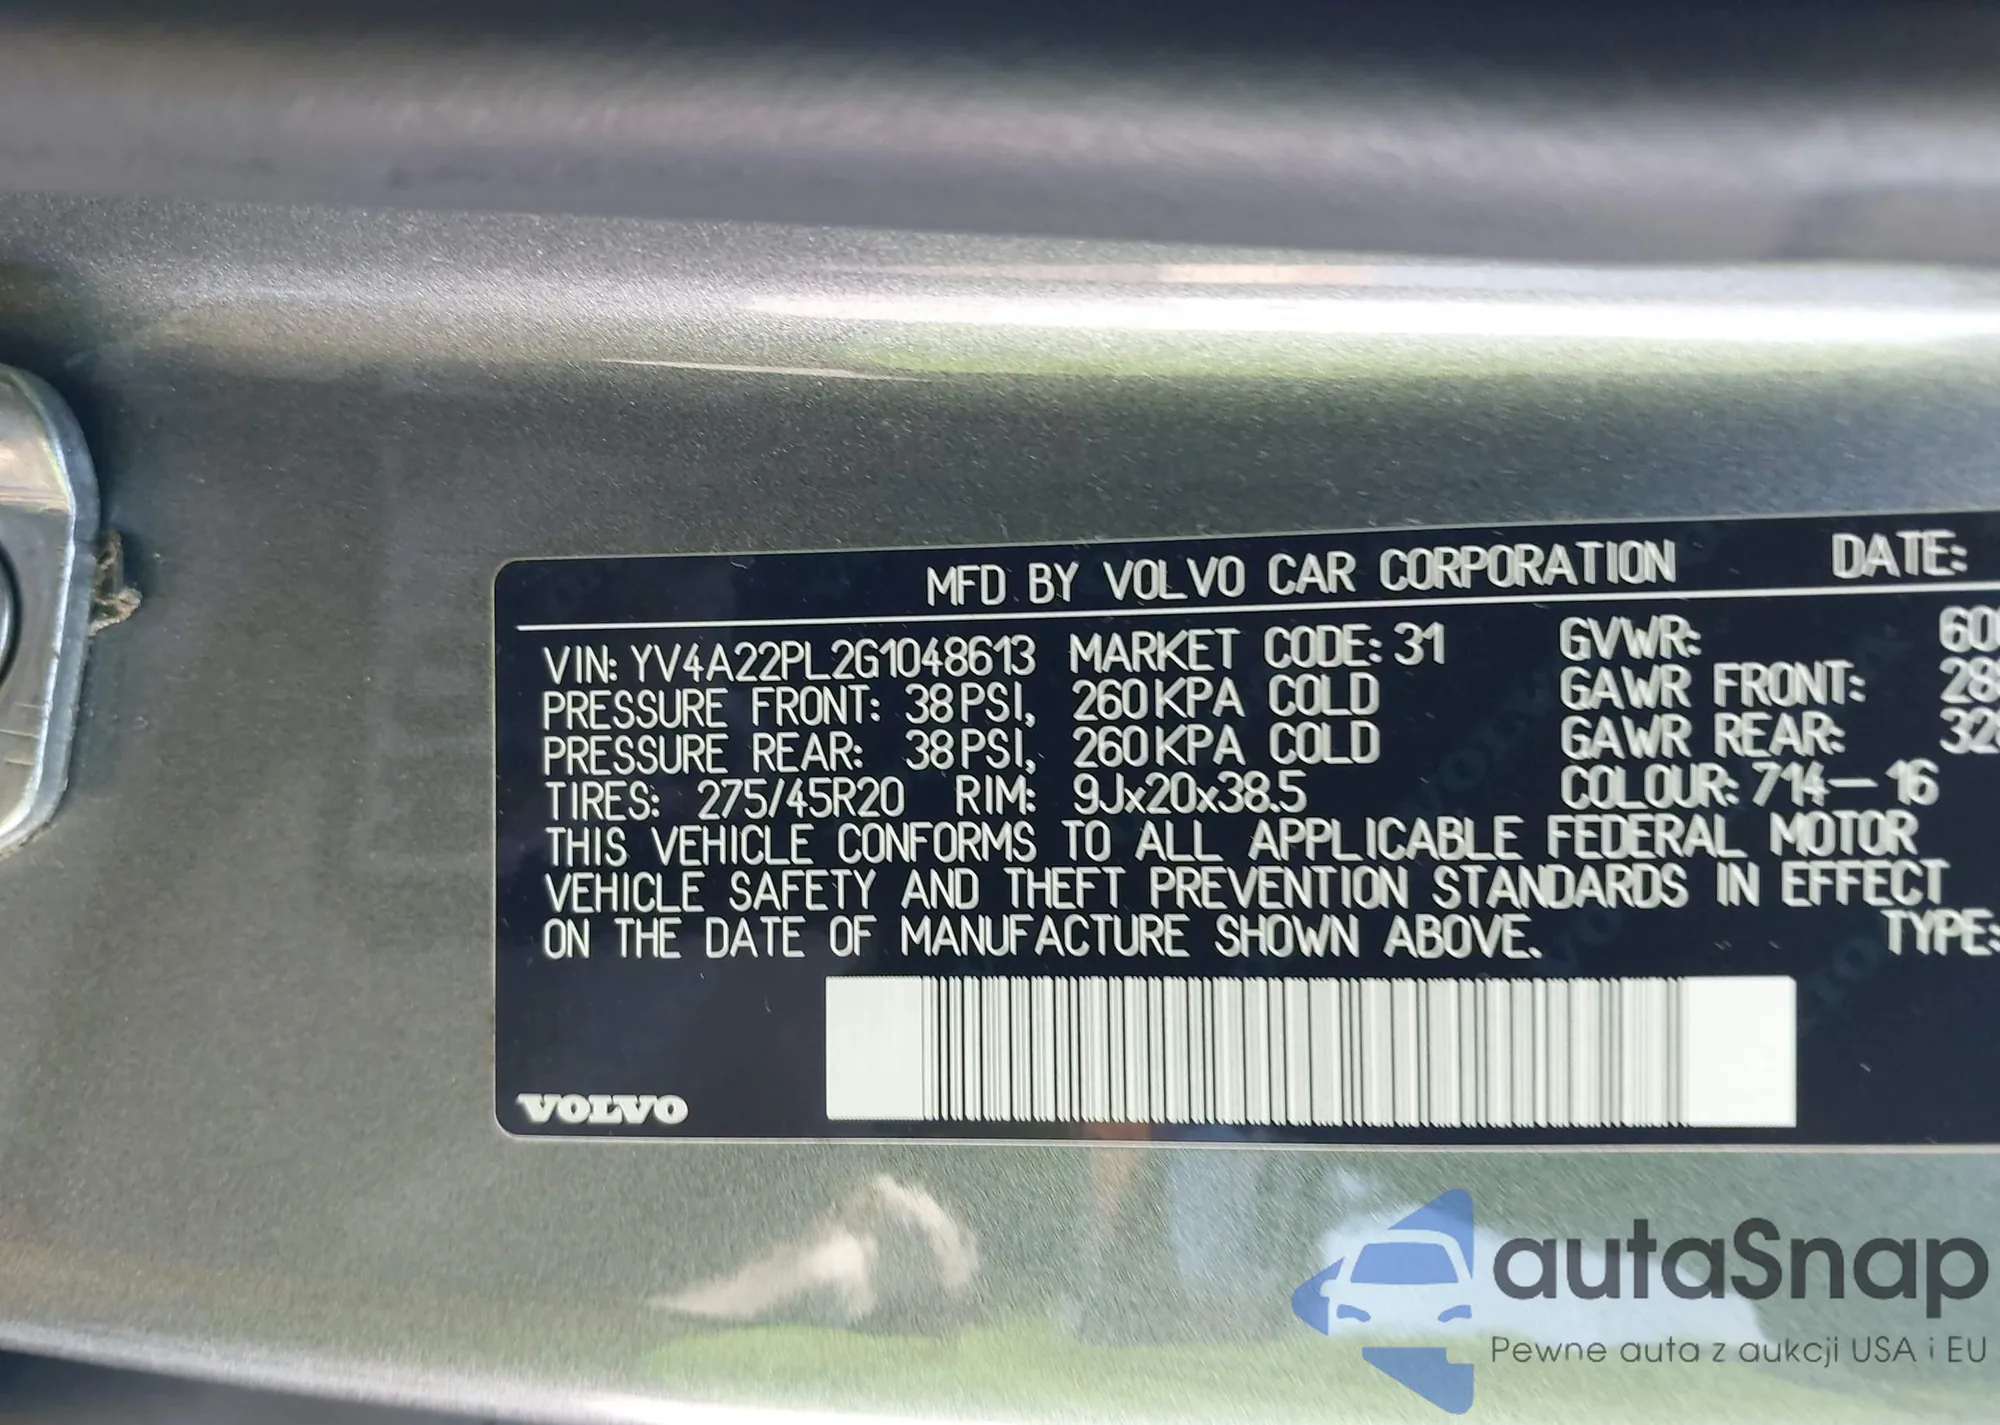 MFD BY VOLVO CAR CORPORATION DATE:
VIN: YV4A22PL2G1048613 MARKET CODE: 31 GVWR:
PRESSURE FRONT: 38PSI, 260KPA COLD GAWR FRONT:
PRESSURE REAR: 38PSI, 260KPA COLD GAWR REAR:
TIRES: 275/45R20 RIM: 9Jx20x38.5 COLOUR: 714-16
THIS VEHICLE CONFORMS TO ALL APPLICABLE FEDERAL MOTOR
VEHICLE SAFETY AND THEFT PREVENTION STANDARDS IN EFFECT
ON THE DATE OF MANUFACTURE SHOWN ABOVE. TYPE:
VOLVO
autaSnap
Pewne auta z aukcji USA i EU